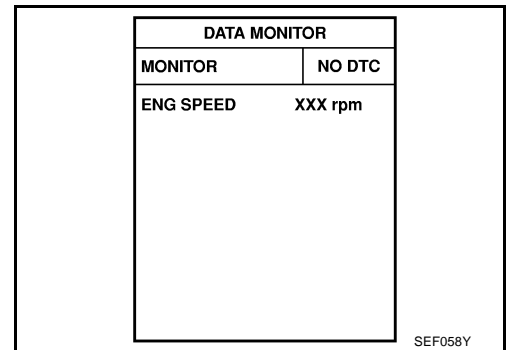 DATA MONITOR
MONITOR NO DTC
ENG SPEED XXX rpm
SEF058Y